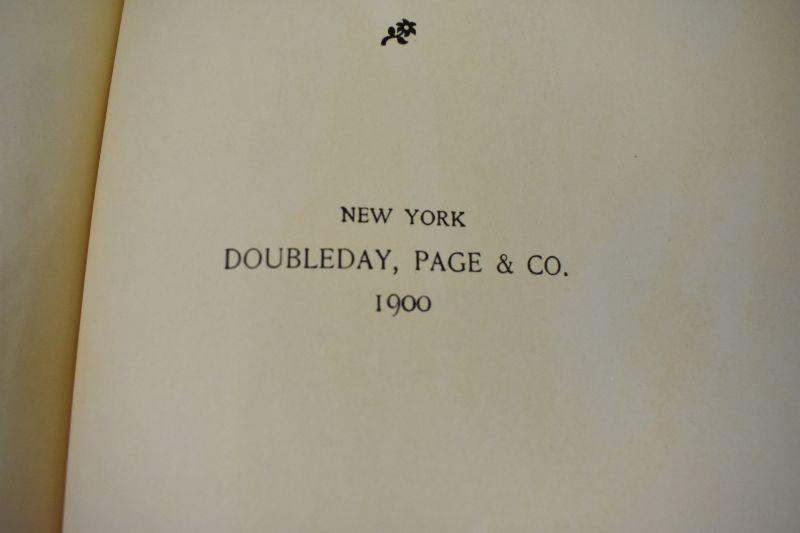 NEW YORK
DOUBLEDAY, PAGE & CO.
1900